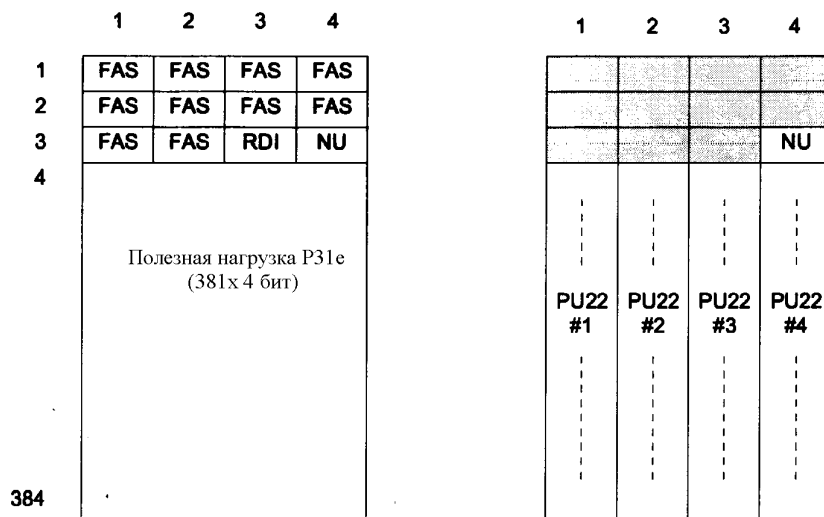 1 2 3 4
1 FAS FAS FAS FAS
2 FAS FAS FAS FAS
3 FAS FAS RDI NU
4
Полезная нагрузка P31e
(381x 4 бит)
384
1 2 3 4
NU
PU22 PU22 PU22 PU22
#1 #2 #3 #4